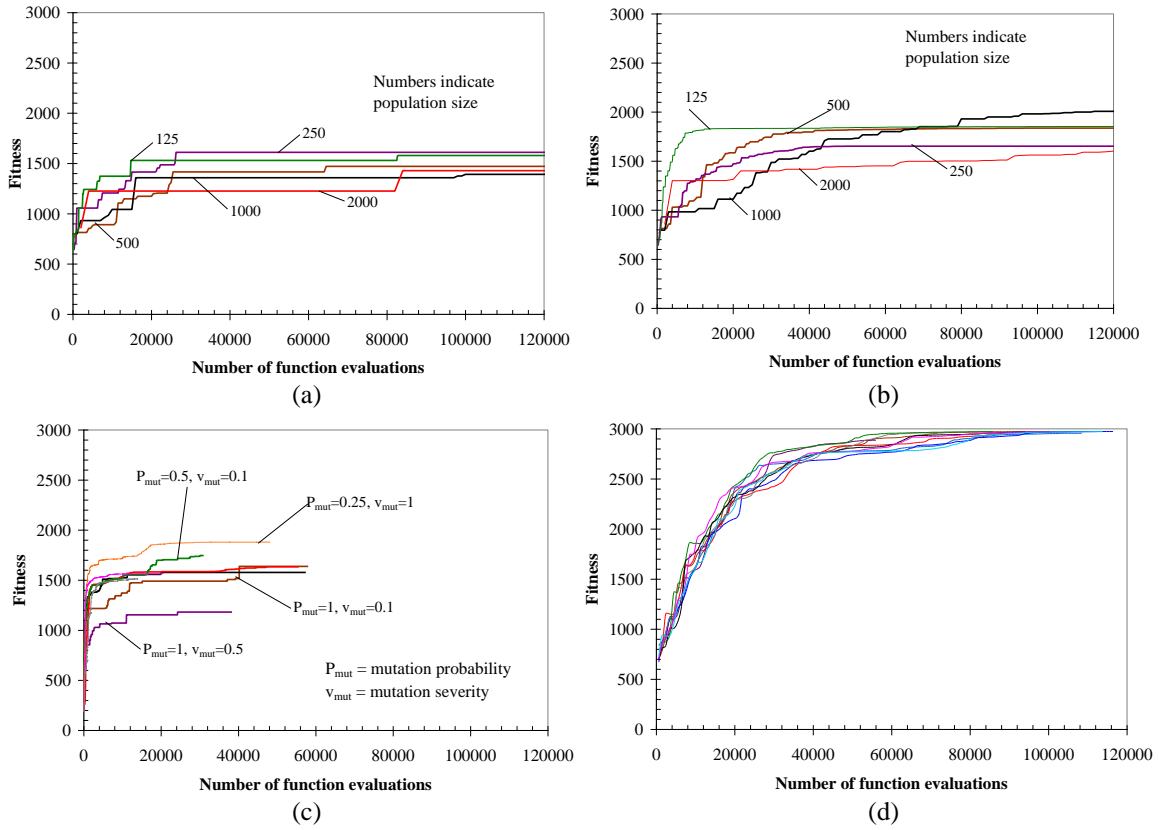 3000
2500
2000
1500
1000
500
0
Fitness
Numbers indicate
population size
125
250
1000
2000
500
0 20000 40000 60000 80000 100000 120000
Number of function evaluations
(a)
3000
2500
2000
1500
1000
500
0
Fitness
Numbers indicate
population size
125
500
250
2000
1000
0 20000 40000 60000 80000 100000 120000
Number of function evaluations
(b)
3000
2500
2000
1500
1000
500
0
Fitness
Pmut=0.5, vmut=0.1
Pmut=0.25, vmut=1
Pmut=1, vmut=0.1
Pmut=1, vmut=0.5
Pmut = mutation probability
vmut = mutation severity
0 20000 40000 60000 80000 100000 120000
Number of function evaluations
(c)
3000
2500
2000
1500
1000
500
0
Fitness
0 20000 40000 60000 80000 100000 120000
Number of function evaluations
(d)